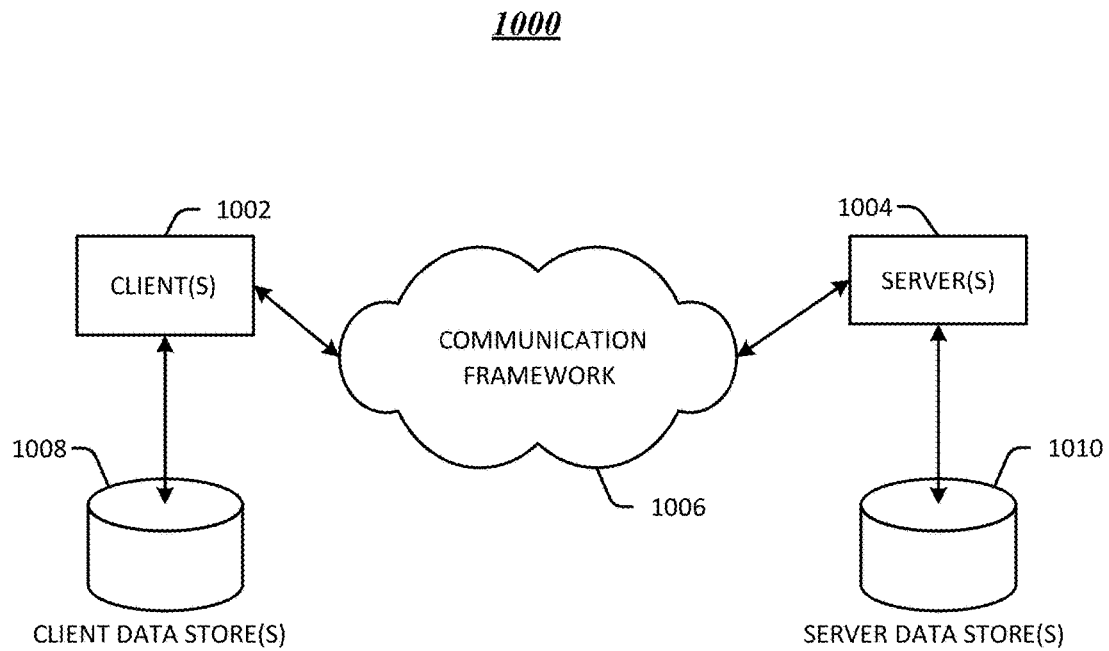 1000
1002
1004
CLIENT(S)
SERVER(S)
COMMUNICATION
FRAMEWORK
1008
1010
1006
CLIENT DATA STORE(S)
SERVER DATA STORE(S)